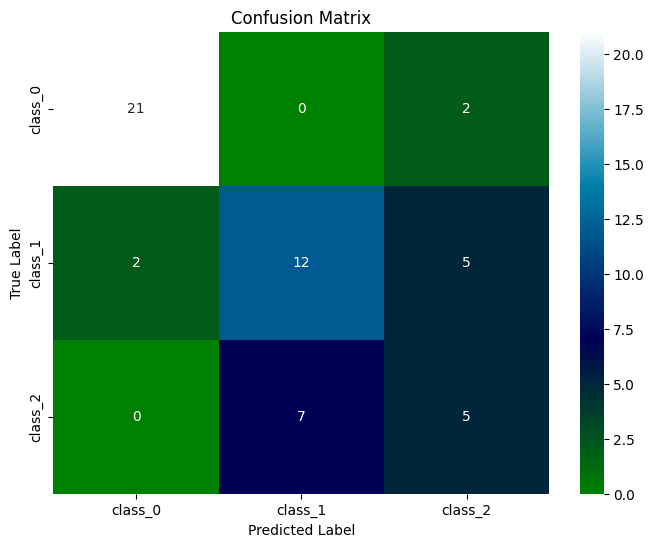 Confusion Matrix
class_0
21
0
2
class_1
2
12
5
class_2
0
7
5
True Label
class_0
class_1
class_2
Predicted Label
20.0
17.5
15.0
12.5
10.0
7.5
5.0
2.5
0.0